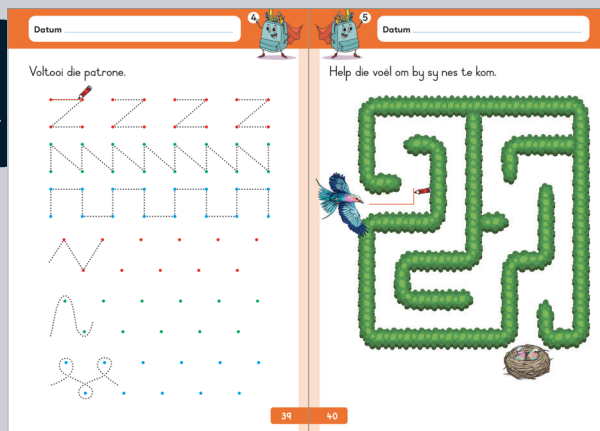 4
Datum
Voltooi die patrone.
39
5
Datum
Help die voël om by sy nes te kom.
40